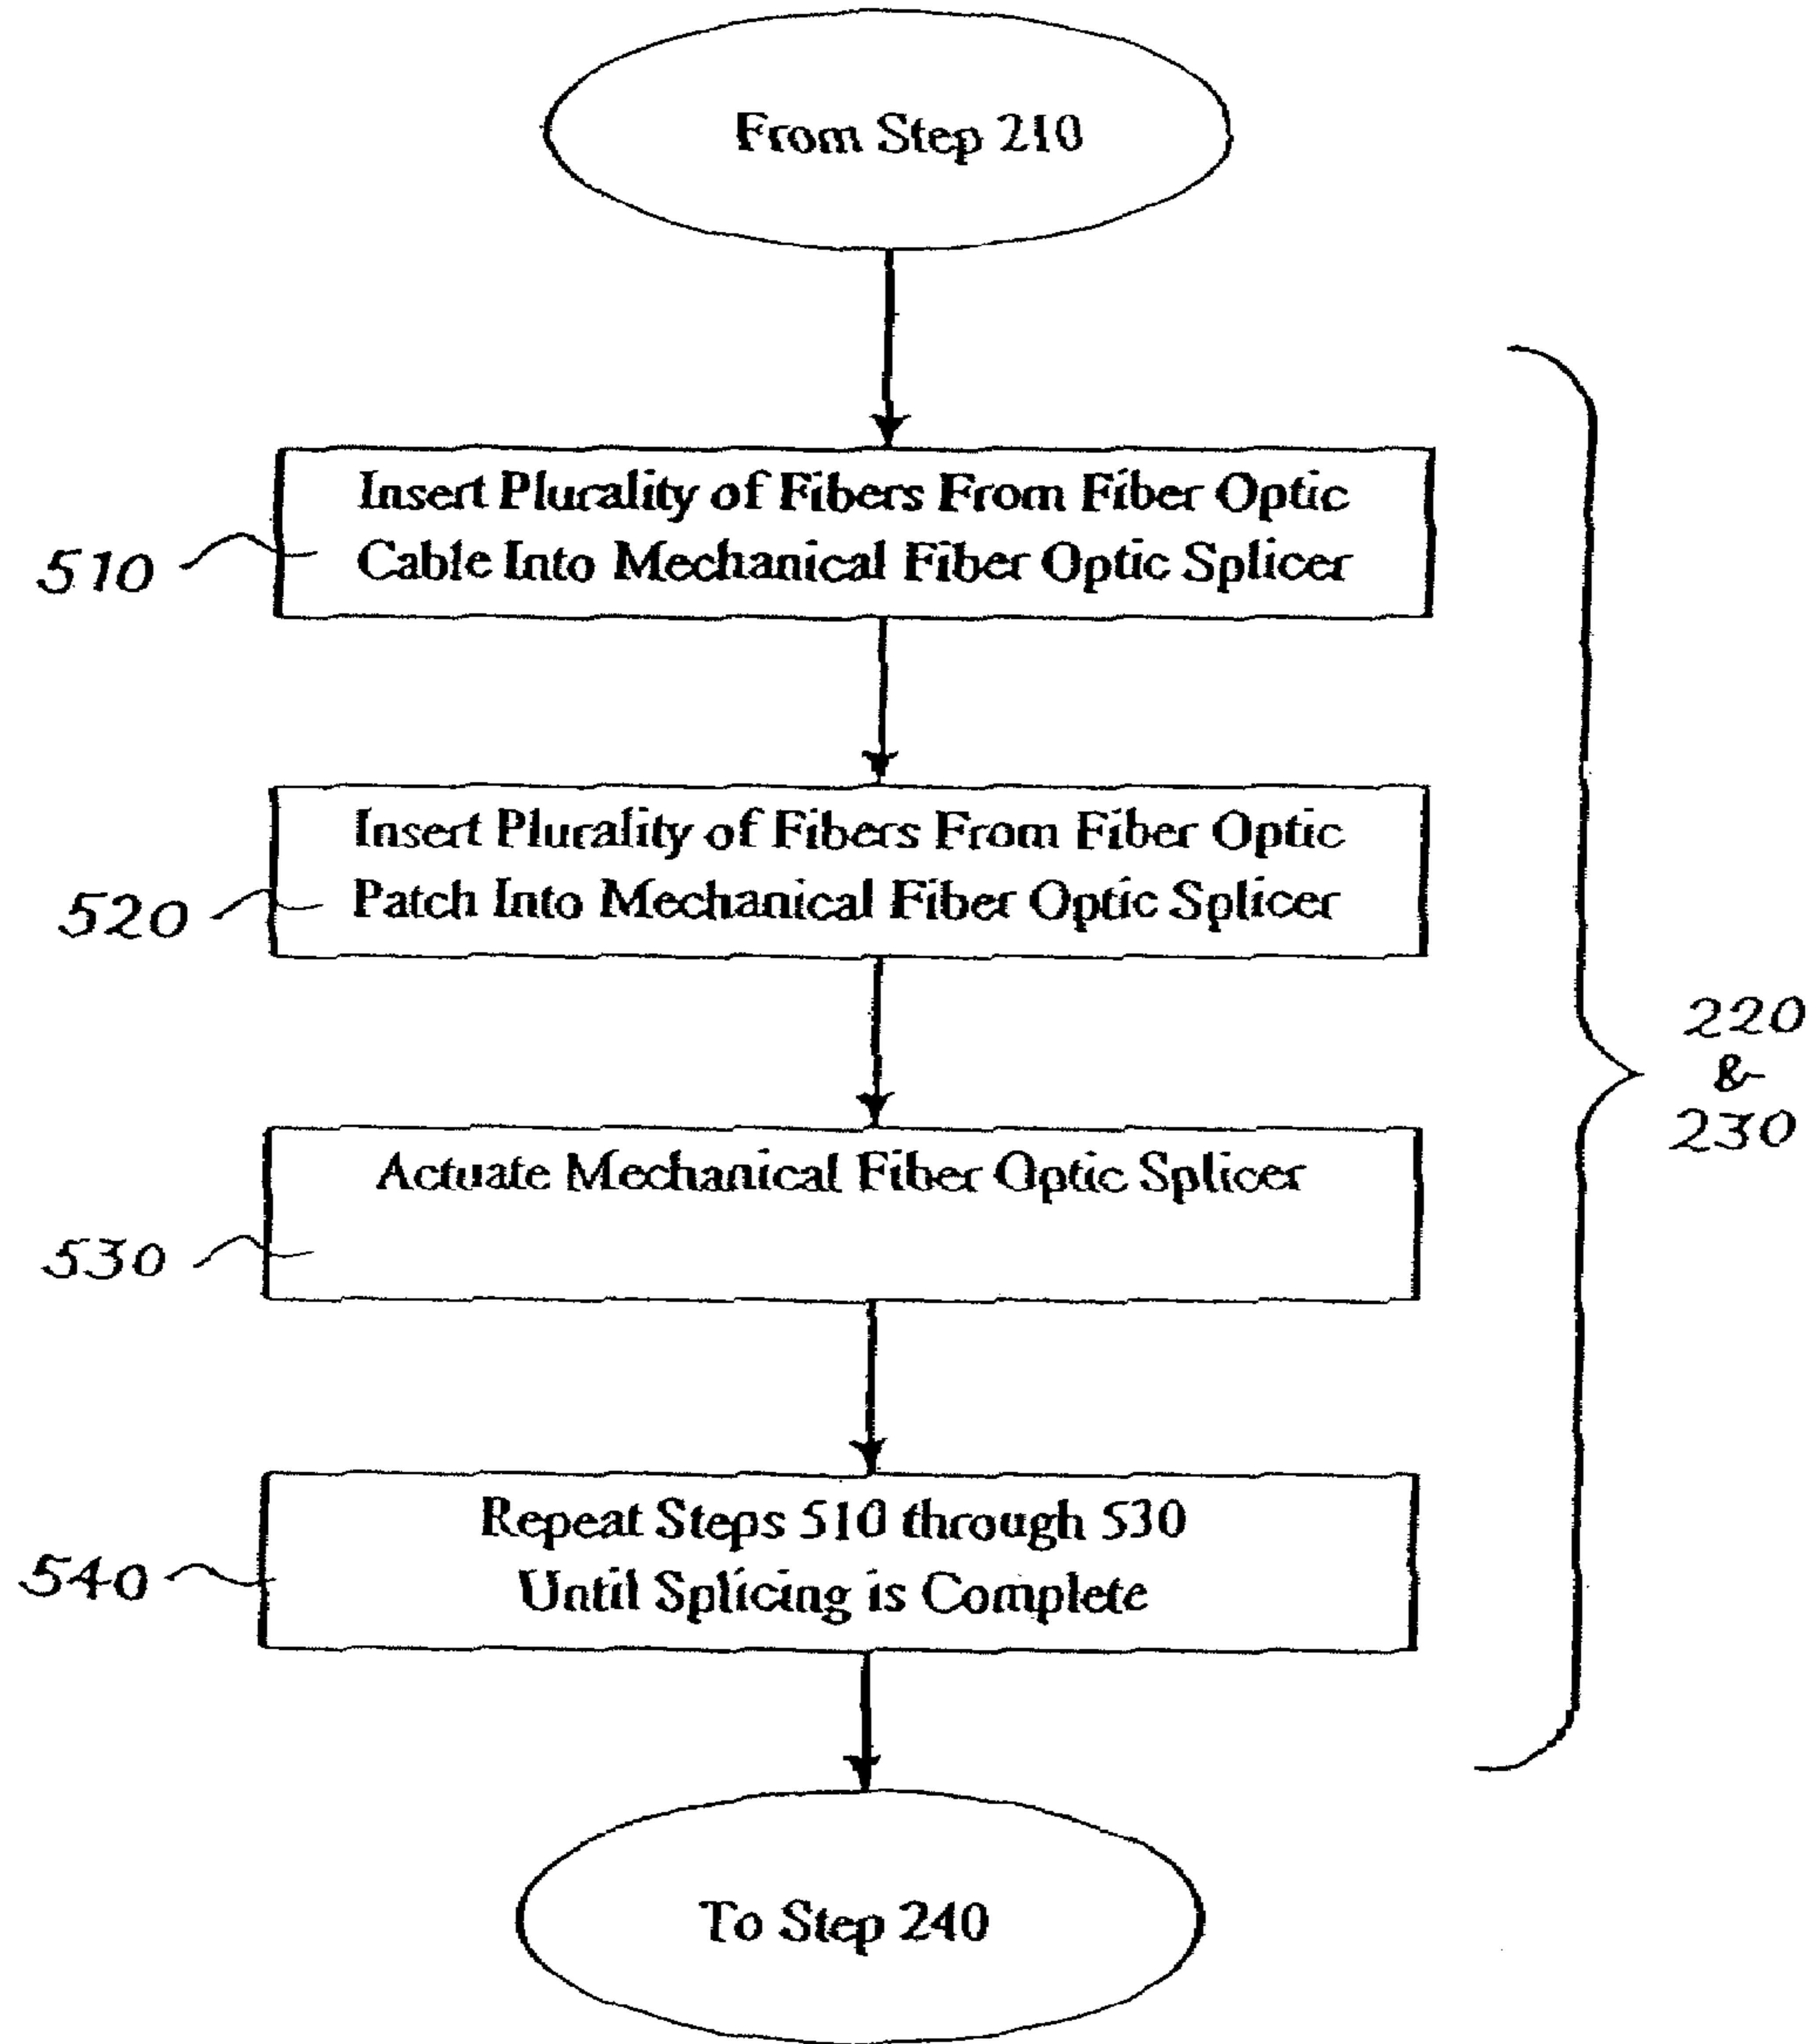 From Step 210
Insert Plurality of Fibers From Fiber Optic
Cable Into Mechanical Fiber Optic Splicer
510
Insert Plurality of Fibers From Fiber Optic
Patch Into Mechanical Fiber Optic Splicer
520
220
&
230
Actuate Mechanical Fiber Optic Splicer
530
Repeat Steps 510 through 530
Until Splicing is Complete
540
To Step 240